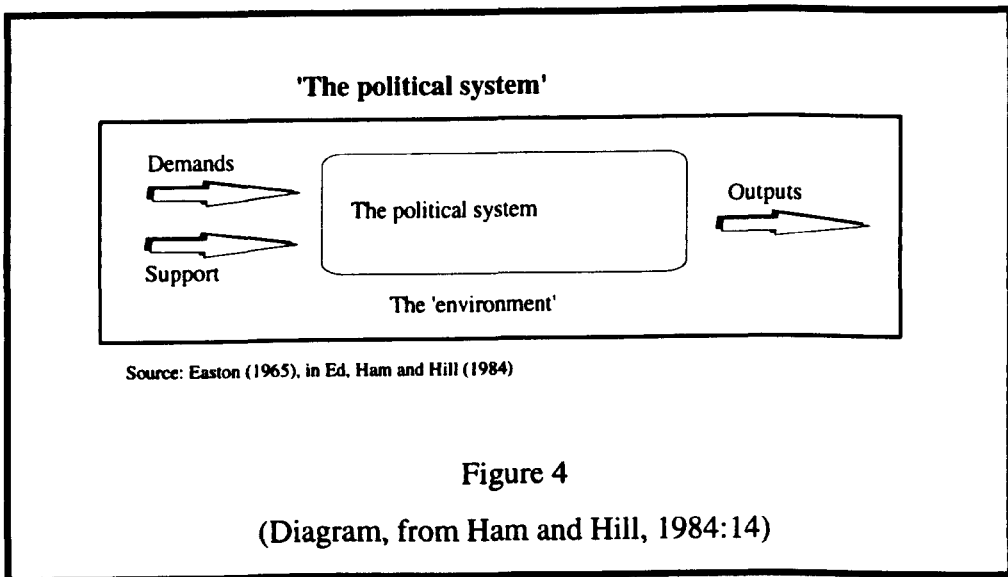 'The political system'
Demands
The political system
Outputs
Support
The 'environment'
Source: Easton (1965), in Ed, Ham and Hill (1984)
Figure 4
(Diagram, from Ham and Hill, 1984:14)